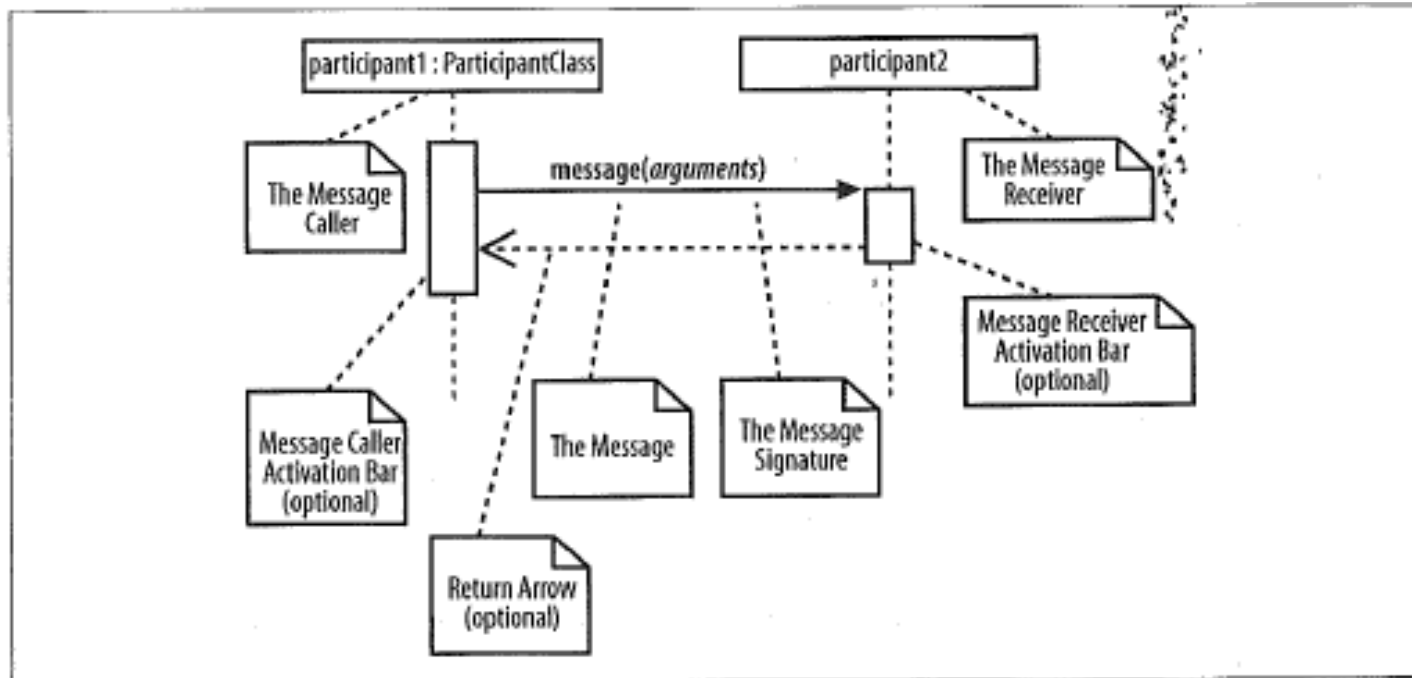 participant1 : ParticipantClass
participant2
The Message
Caller
message(arguments)
The Message
Receiver
Message Receiver
Activation Bar
(optional)
Message Caller
Activation Bar
(optional)
The Message
The Message
Signature
Return Arrow
(optional)